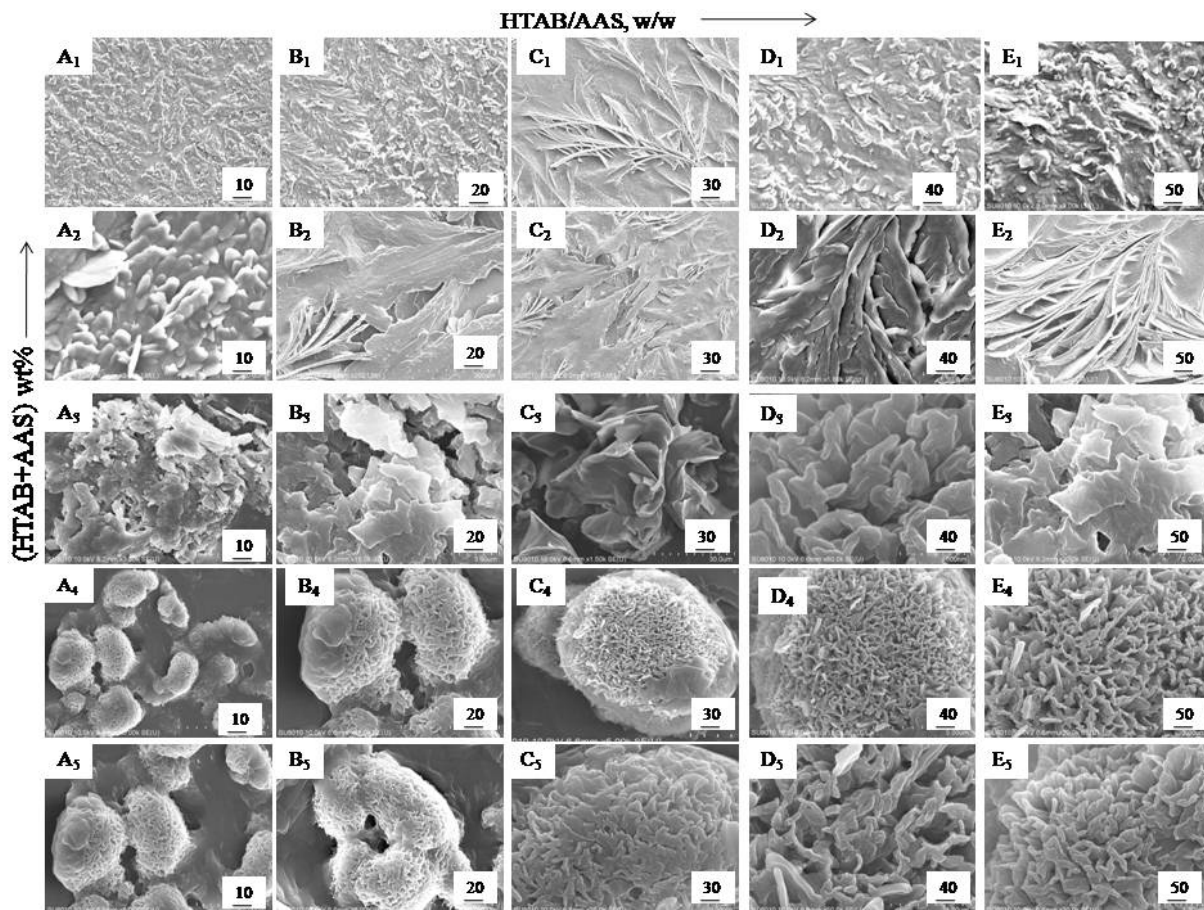 HTAB/AAS, w/w
(HTAB+AAS) wt%
A₁ B₁ C₁ D₁ E₁
10 20 30 40 50
A₂ B₂ C₂ D₂ E₂
10 20 30 40 50
A₃ B₃ C₃ D₃ E₃
10 20 30 40 50
A₄ B₄ C₄ D₄ E₄
10 20 30 40 50
A₅ B₅ C₅ D₅ E₅
10 20 30 40 50